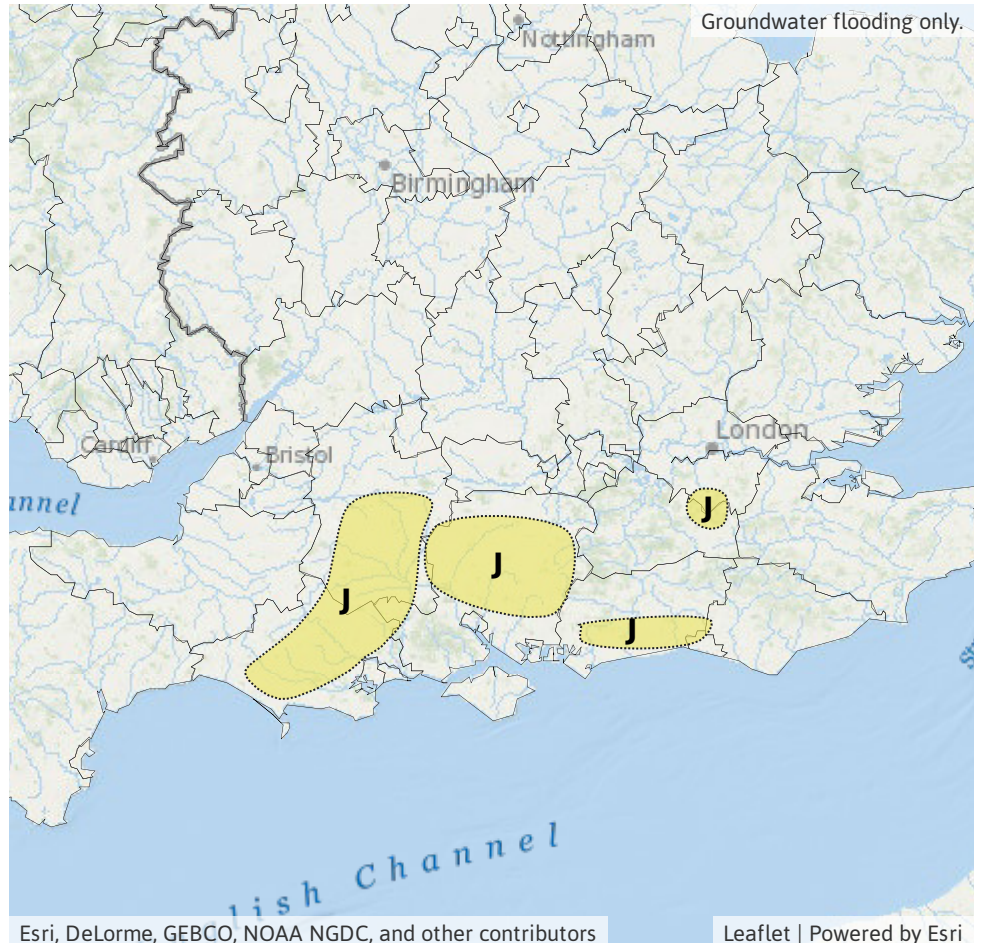 Groundwater flooding only.
Nottingham
Birmingham
London
Cardiff
Bristol
annel
J
J
J
J
lish Channel
Esri, DeLorme, GEBCO, NOAA NGDC, and other contributors
Leaflet | Powered by Esri